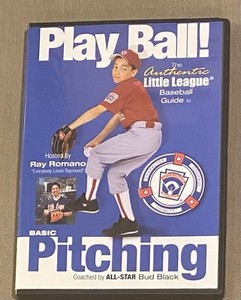 Play Ball!
The
Authentic
Little League®
Baseball
Guide to
Hosted by
Ray Romano
"Everybody Loves Raymond"
BASIC
Pitching
Coached by ALL-STAR Bud Black